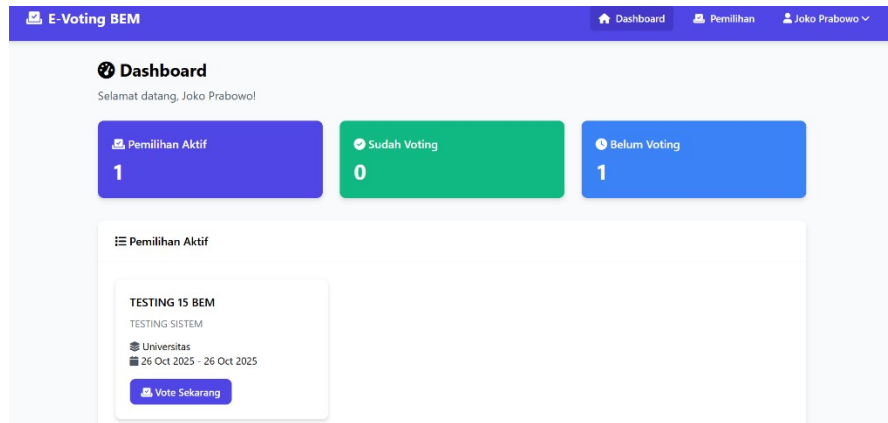 E-Voting BEM Dashboard Pemilihan Joko Prabowo
Dashboard
Selamat datang, Joko Prabowo!
Pemilihan Aktif
1
Sudah Voting
0
Belum Voting
1
Pemilihan Aktif
TESTING 15 BEM
TESTING SISTEM
Universitas
26 Oct 2025 - 26 Oct 2025
Vote Sekarang